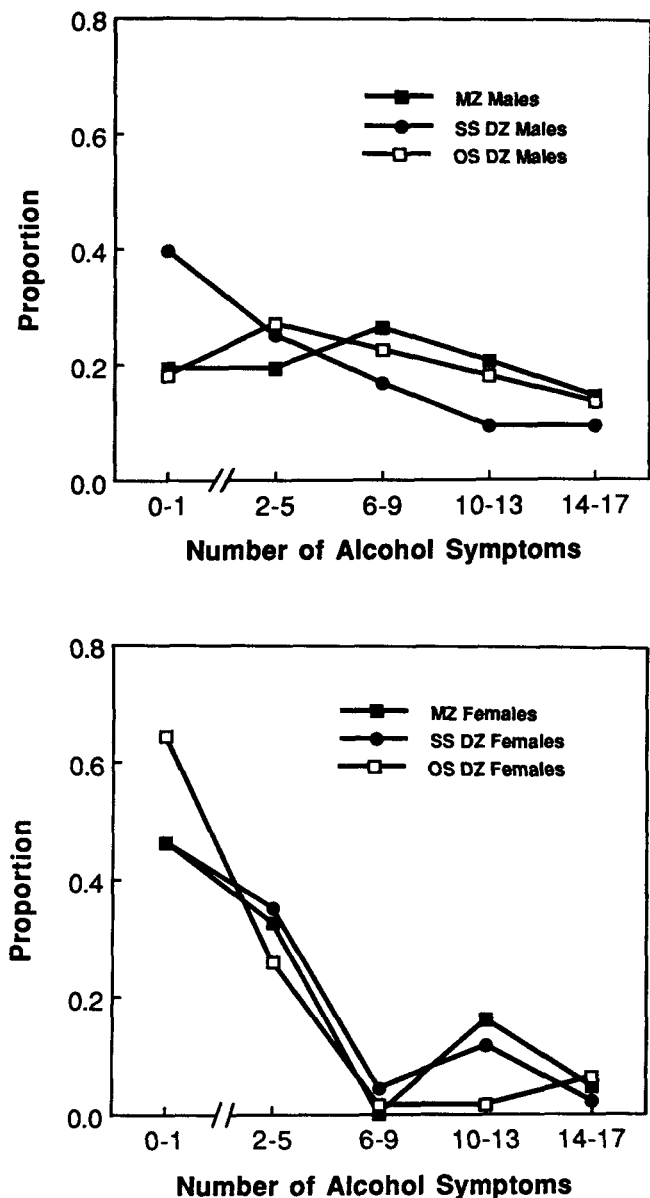 0.8
0.6
0.4
0.2
0.0
Proportion
MZ Males
SS DZ Males
OS DZ Males
0-1 2-5 6-9 10-13 14-17
Number of Alcohol Symptoms
0.8
0.6
0.4
0.2
0.0
Proportion
MZ Females
SS DZ Females
OS DZ Females
0-1 2-5 6-9 10-13 14-17
Number of Alcohol Symptoms